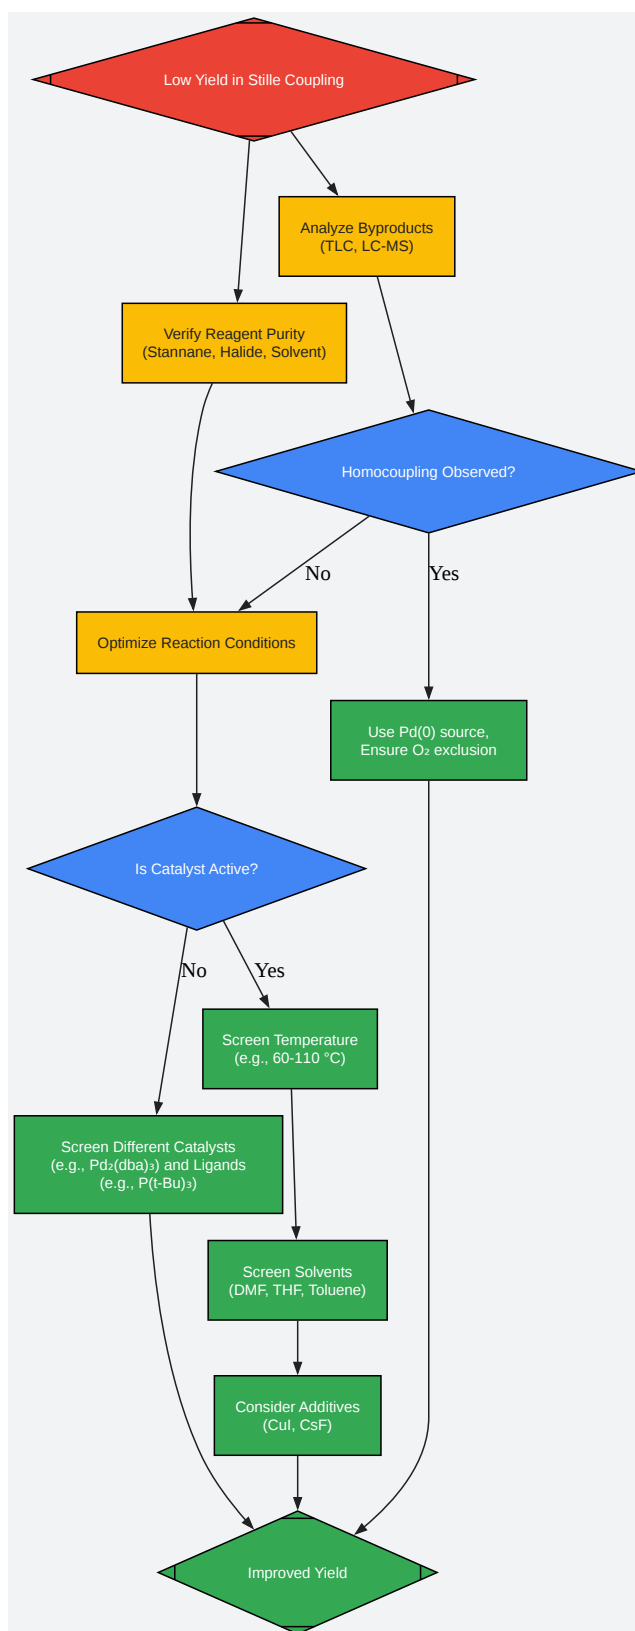 Low Yield in Stille Coupling
Analyze Byproducts
(TLC, LC-MS)
Verify Reagent Purity
(Stannane, Halide, Solvent)
Homocoupling Observed?
No
Yes
Optimize Reaction Conditions
Use Pd(0) source,
Ensure O₂ exclusion
Is Catalyst Active?
No
Yes
Screen Temperature
(e.g., 60-110 °C)
Screen Different Catalysts
(e.g., Pd₂(dba)₃) and Ligands
(e.g., P(t-Bu)₃)
Screen Solvents
(DMF, THF, Toluene)
Consider Additives
(CuI, CsF)
Improved Yield